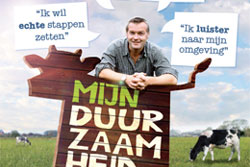 "Ik wil
echte stappen
zetten"
"Ik luister
naar mijn
omgeving"
MIJN
DUUR
ZAAM
HEID